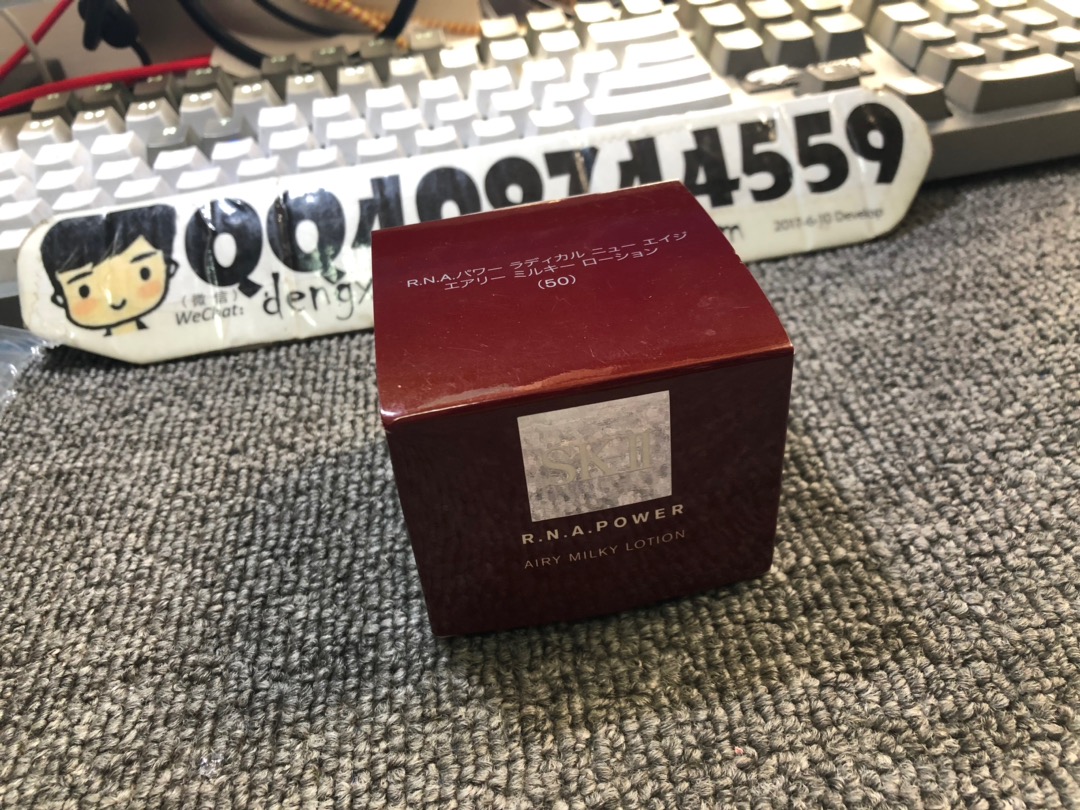 (微信)
WeChat:
2017-6-10 Develop
R.N.A.パワー ラディカル ニュー エイジ
エアリー ミルキー ローション
(50)
SK-II
R.N.A.POWER
AIRY MILKY LOTION